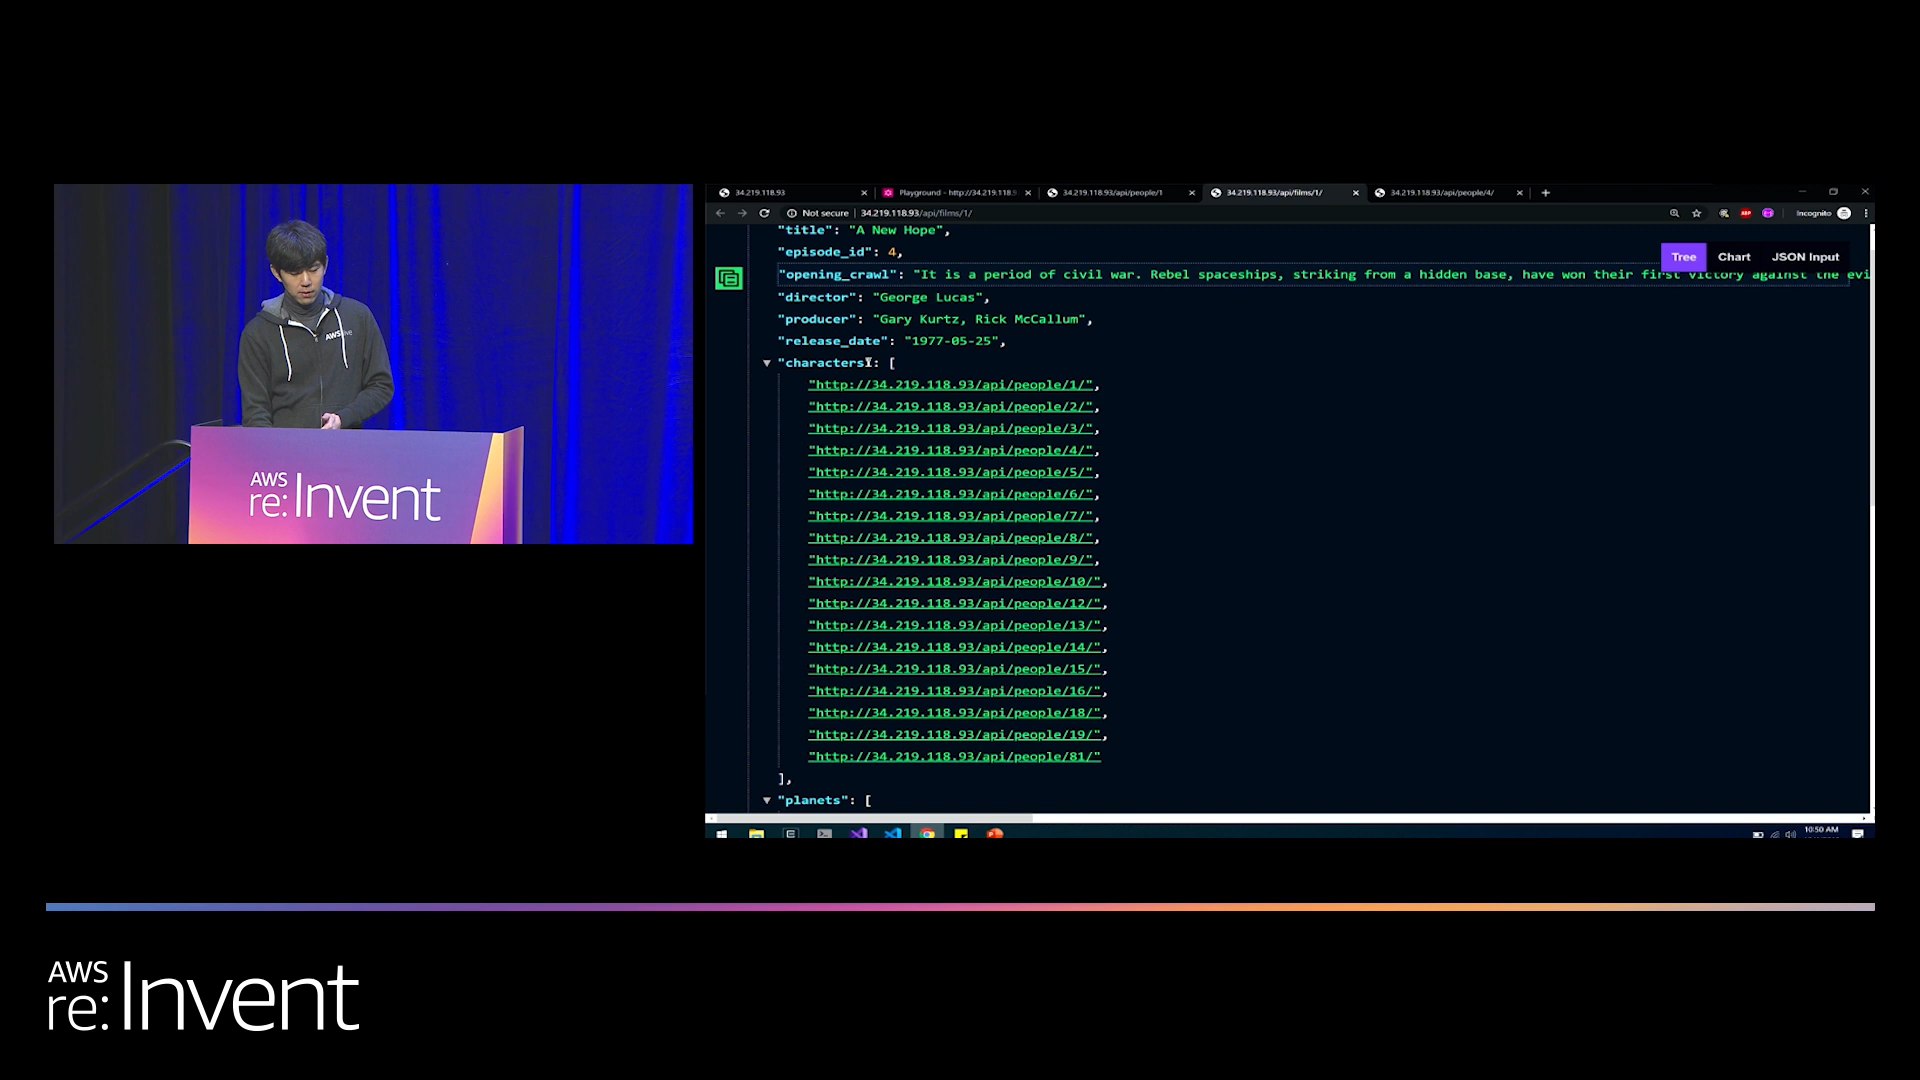 34.219.118.93
Playground - http://34.219.118.9
34.219.118.93/api/people/1
34.219.118.93/api/films/1/
34.219.118.93/api/people/4/
Not secure
34.219.118.93/api/films/1/
ABP
Incognito
"title": "A New Hope",
"episode_id": 4,
Tree
Chart
JSON Input
"opening_crawl": "It is a period of civil war. Rebel spaceships, striking from a hidden base, have won their first victory against the evi
"director": "George Lucas",
"producer": "Gary Kurtz, Rick McCallum",
"release_date": "1977-05-25",
"characters": [
"http://34.219.118.93/api/people/1/",
"http://34.219.118.93/api/people/2/",
"http://34.219.118.93/api/people/3/",
"http://34.219.118.93/api/people/4/",
"http://34.219.118.93/api/people/5/",
"http://34.219.118.93/api/people/6/",
"http://34.219.118.93/api/people/7/",
"http://34.219.118.93/api/people/8/",
"http://34.219.118.93/api/people/9/",
"http://34.219.118.93/api/people/10/",
"http://34.219.118.93/api/people/12/",
"http://34.219.118.93/api/people/13/",
"http://34.219.118.93/api/people/14/",
"http://34.219.118.93/api/people/15/",
"http://34.219.118.93/api/people/16/",
"http://34.219.118.93/api/people/18/",
"http://34.219.118.93/api/people/19/",
"http://34.219.118.93/api/people/81/"
],
"planets": [
10:50 AM
AWS
re:Invent
AWS
re:Invent